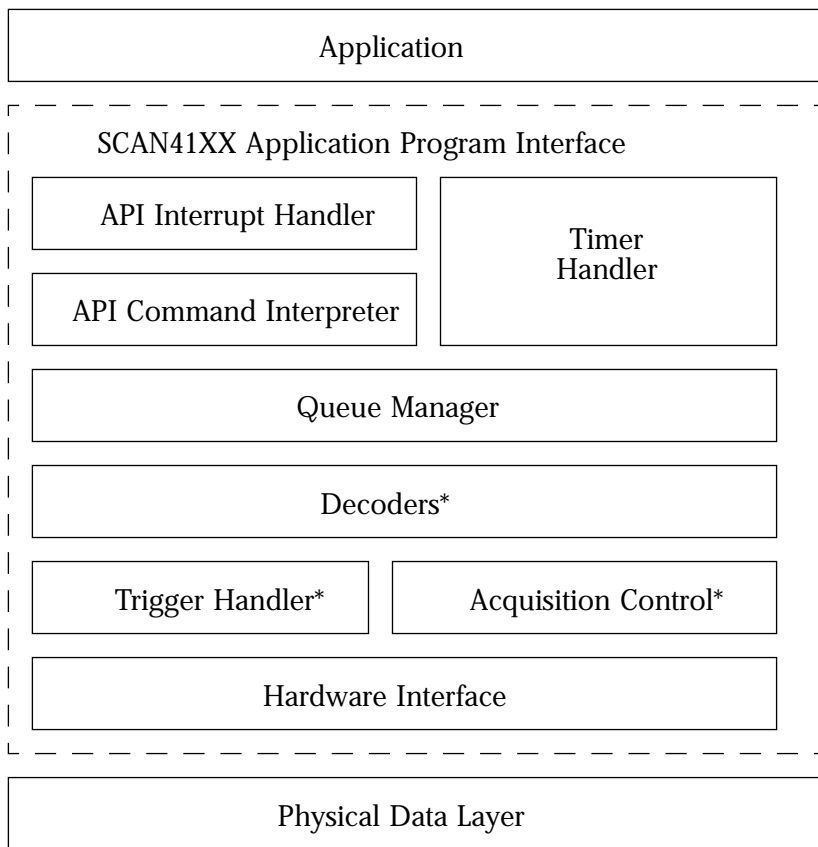 Application
SCAN41XX Application Program Interface
API Interrupt Handler
Timer
Handler
API Command Interpreter
Queue Manager
Decoders*
Trigger Handler*
Acquisition Control*
Hardware Interface
Physical Data Layer